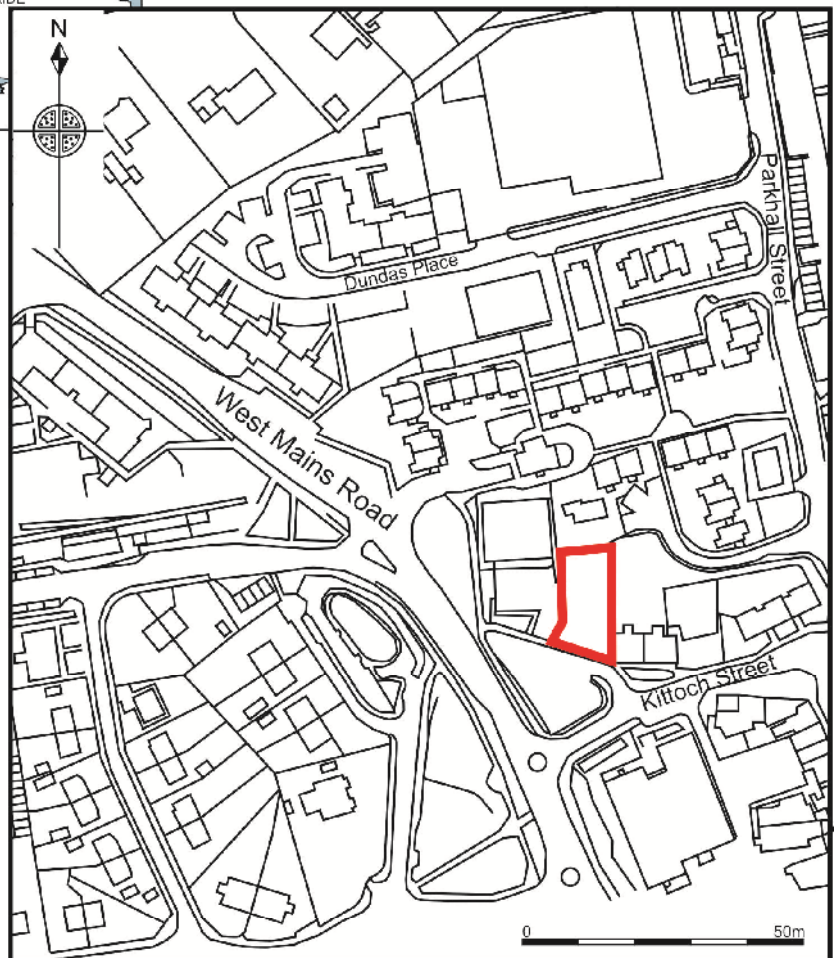 N
Parkhall Street
Dundas Place
West Mains Road
Kittoch Street
0 50m